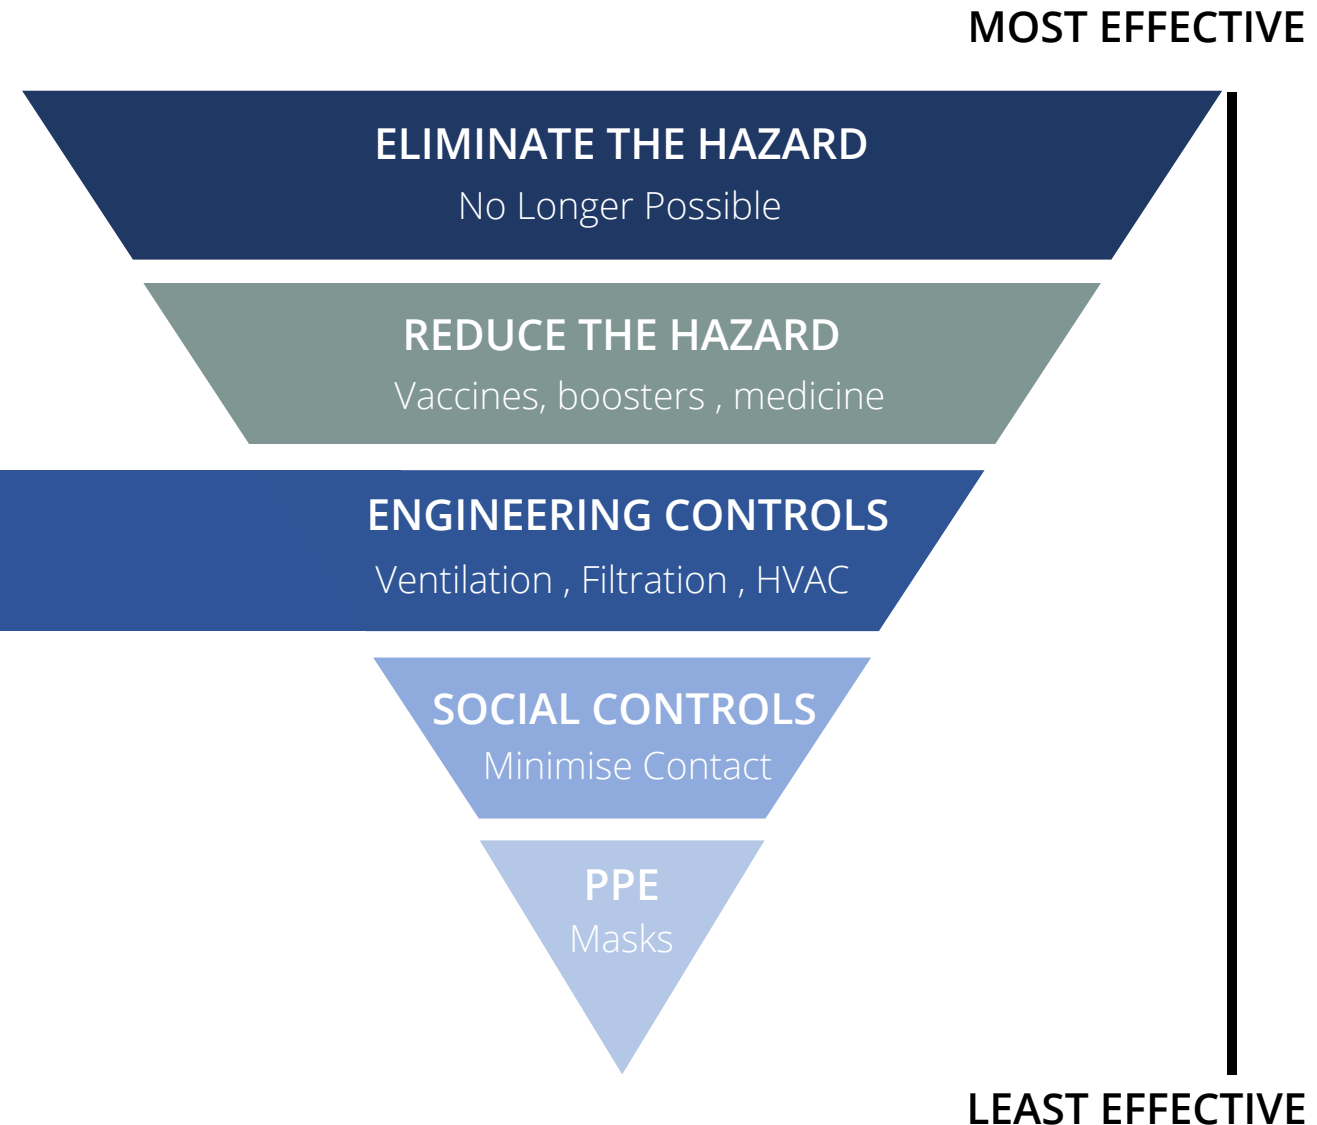 MOST EFFECTIVE
ELIMINATE THE HAZARD
No Longer Possible
REDUCE THE HAZARD
Vaccines, boosters , medicine
ENGINEERING CONTROLS
Ventilation , Filtration , HVAC
SOCIAL CONTROLS
Minimise Contact
PPE
Masks
LEAST EFFECTIVE